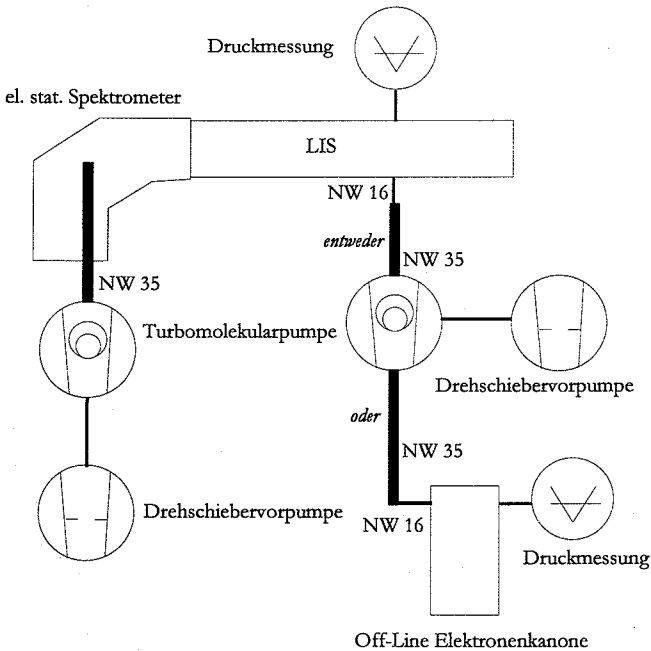 Druckmessung
el. stat. Spektrometer
LIS
NW 16
entweder
NW 35
NW 35
Turbomolekularpumpe
Drehschiebervorpumpe
oder
NW 35
Drehschiebervorpumpe
NW 16
Druckmessung
Off-Line Elektronenkanone